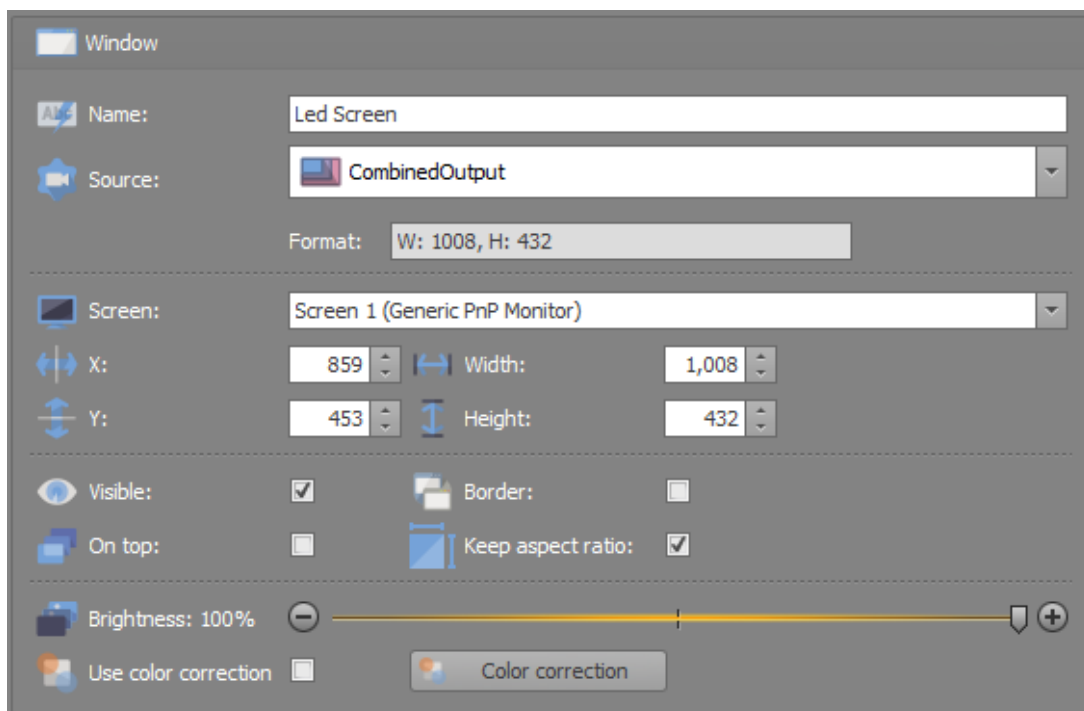 Window
Name: Led Screen
Source: CombinedOutput
Format: W: 1008, H: 432
Screen: Screen 1 (Generic PnP Monitor)
X: 859 Width: 1,008
Y: 453 Height: 432
Visible: Border:
On top: Keep aspect ratio:
Brightness: 100%
Use color correction Color correction